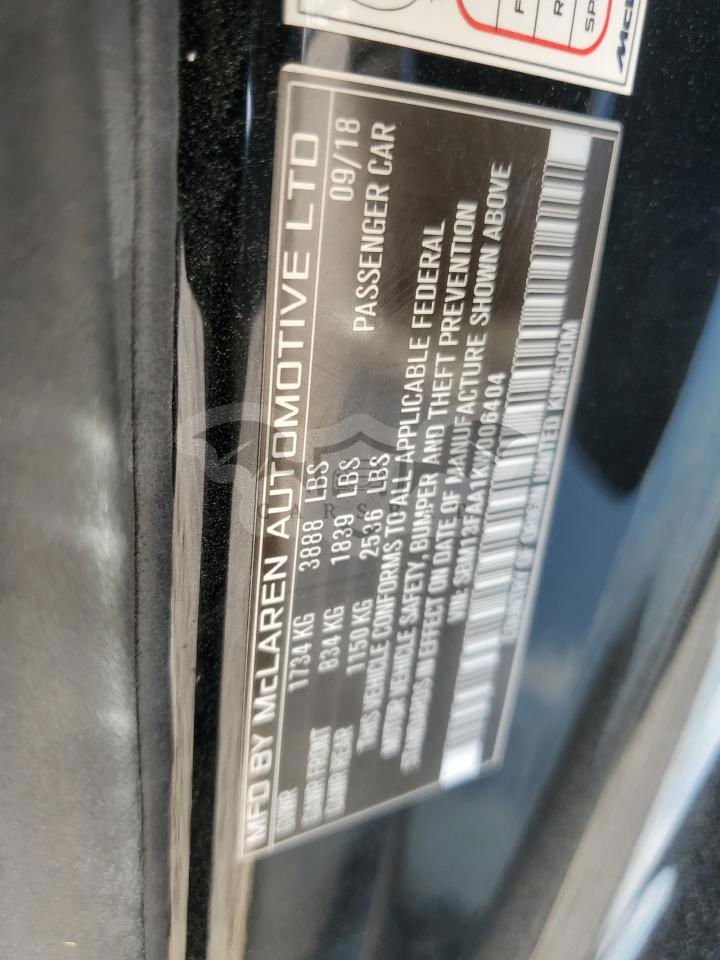 MFD BY McLAREN AUTOMOTIVE LTD
09/18
GVWR 1734 KG 3888 LBS PASSENGER CAR
GAWR FRONT 834 KG 1839 LBS
GAWR REAR 1150 KG 2536 LBS
THIS VEHICLE CONFORMS TO ALL APPLICABLE FEDERAL
MOTOR VEHICLE SAFETY, BUMPER, AND THEFT PREVENTION
STANDARDS IN EFFECT ON DATE OF MANUFACTURE SHOWN ABOVE
COUNTRY OF ORIGIN UNITED KINGDOM
F
R
SP
McL